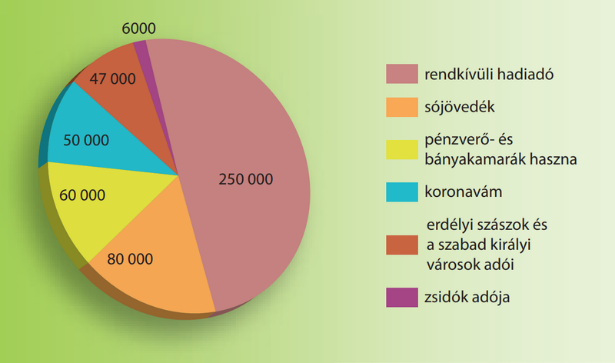 6000
47 000
50 000
60 000
80 000
250 000
rendkívüli hadiadó
sójövedék
pénzverő- és
bányakamarák haszna
koronavám
erdélyi szászok és
a szabad királyi
városok adói
zsidók adója